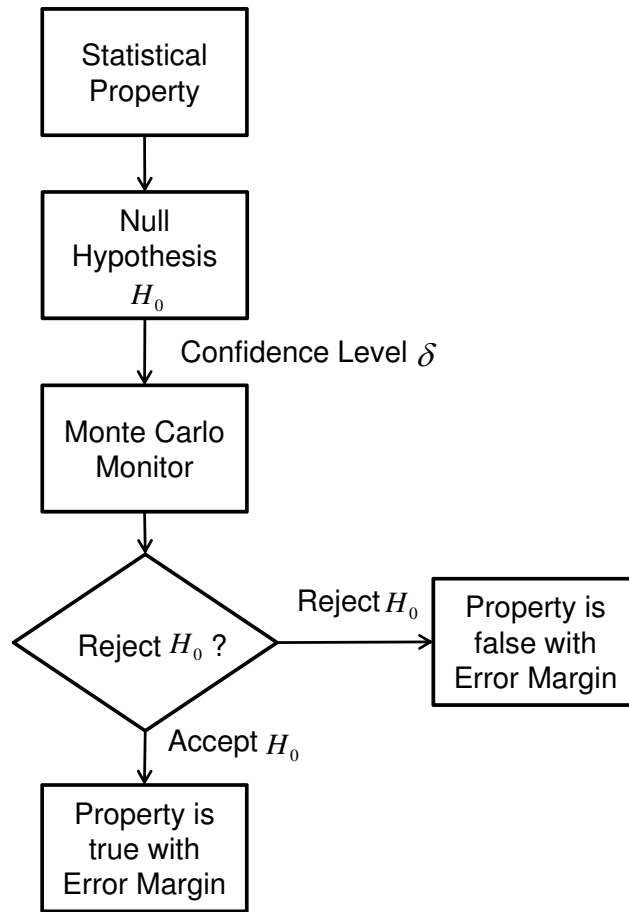 Statistical
Property
Null
Hypothesis
H₀
Confidence Level δ
Monte Carlo
Monitor
Reject H₀ ?
Reject H₀
Property is
false with
Error Margin
Accept H₀
Property is
true with
Error Margin